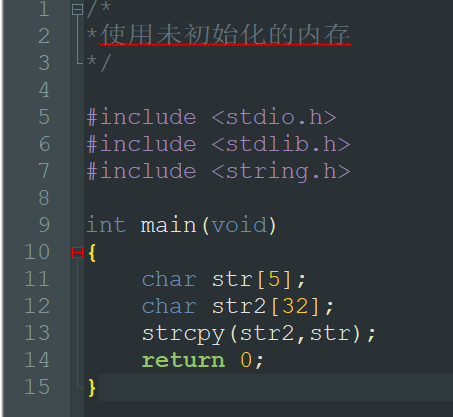 1 /*
2 *使用未初始化的内存
3 */
4
5 #include <stdio.h>
6 #include <stdlib.h>
7 #include <string.h>
8
9 int main(void)
10 {
11     char str[5];
12     char str2[32];
13     strcpy(str2,str);
14     return 0;
15 }